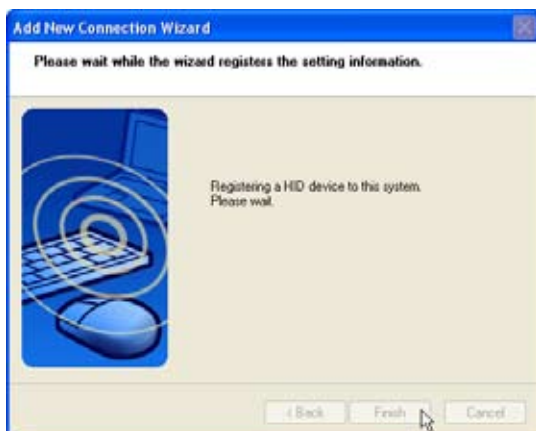 Add New Connection Wizard
Please wait while the wizard registers the setting information.
Registering a HID device to this system.
Please wait.
< Back
Finish
Cancel